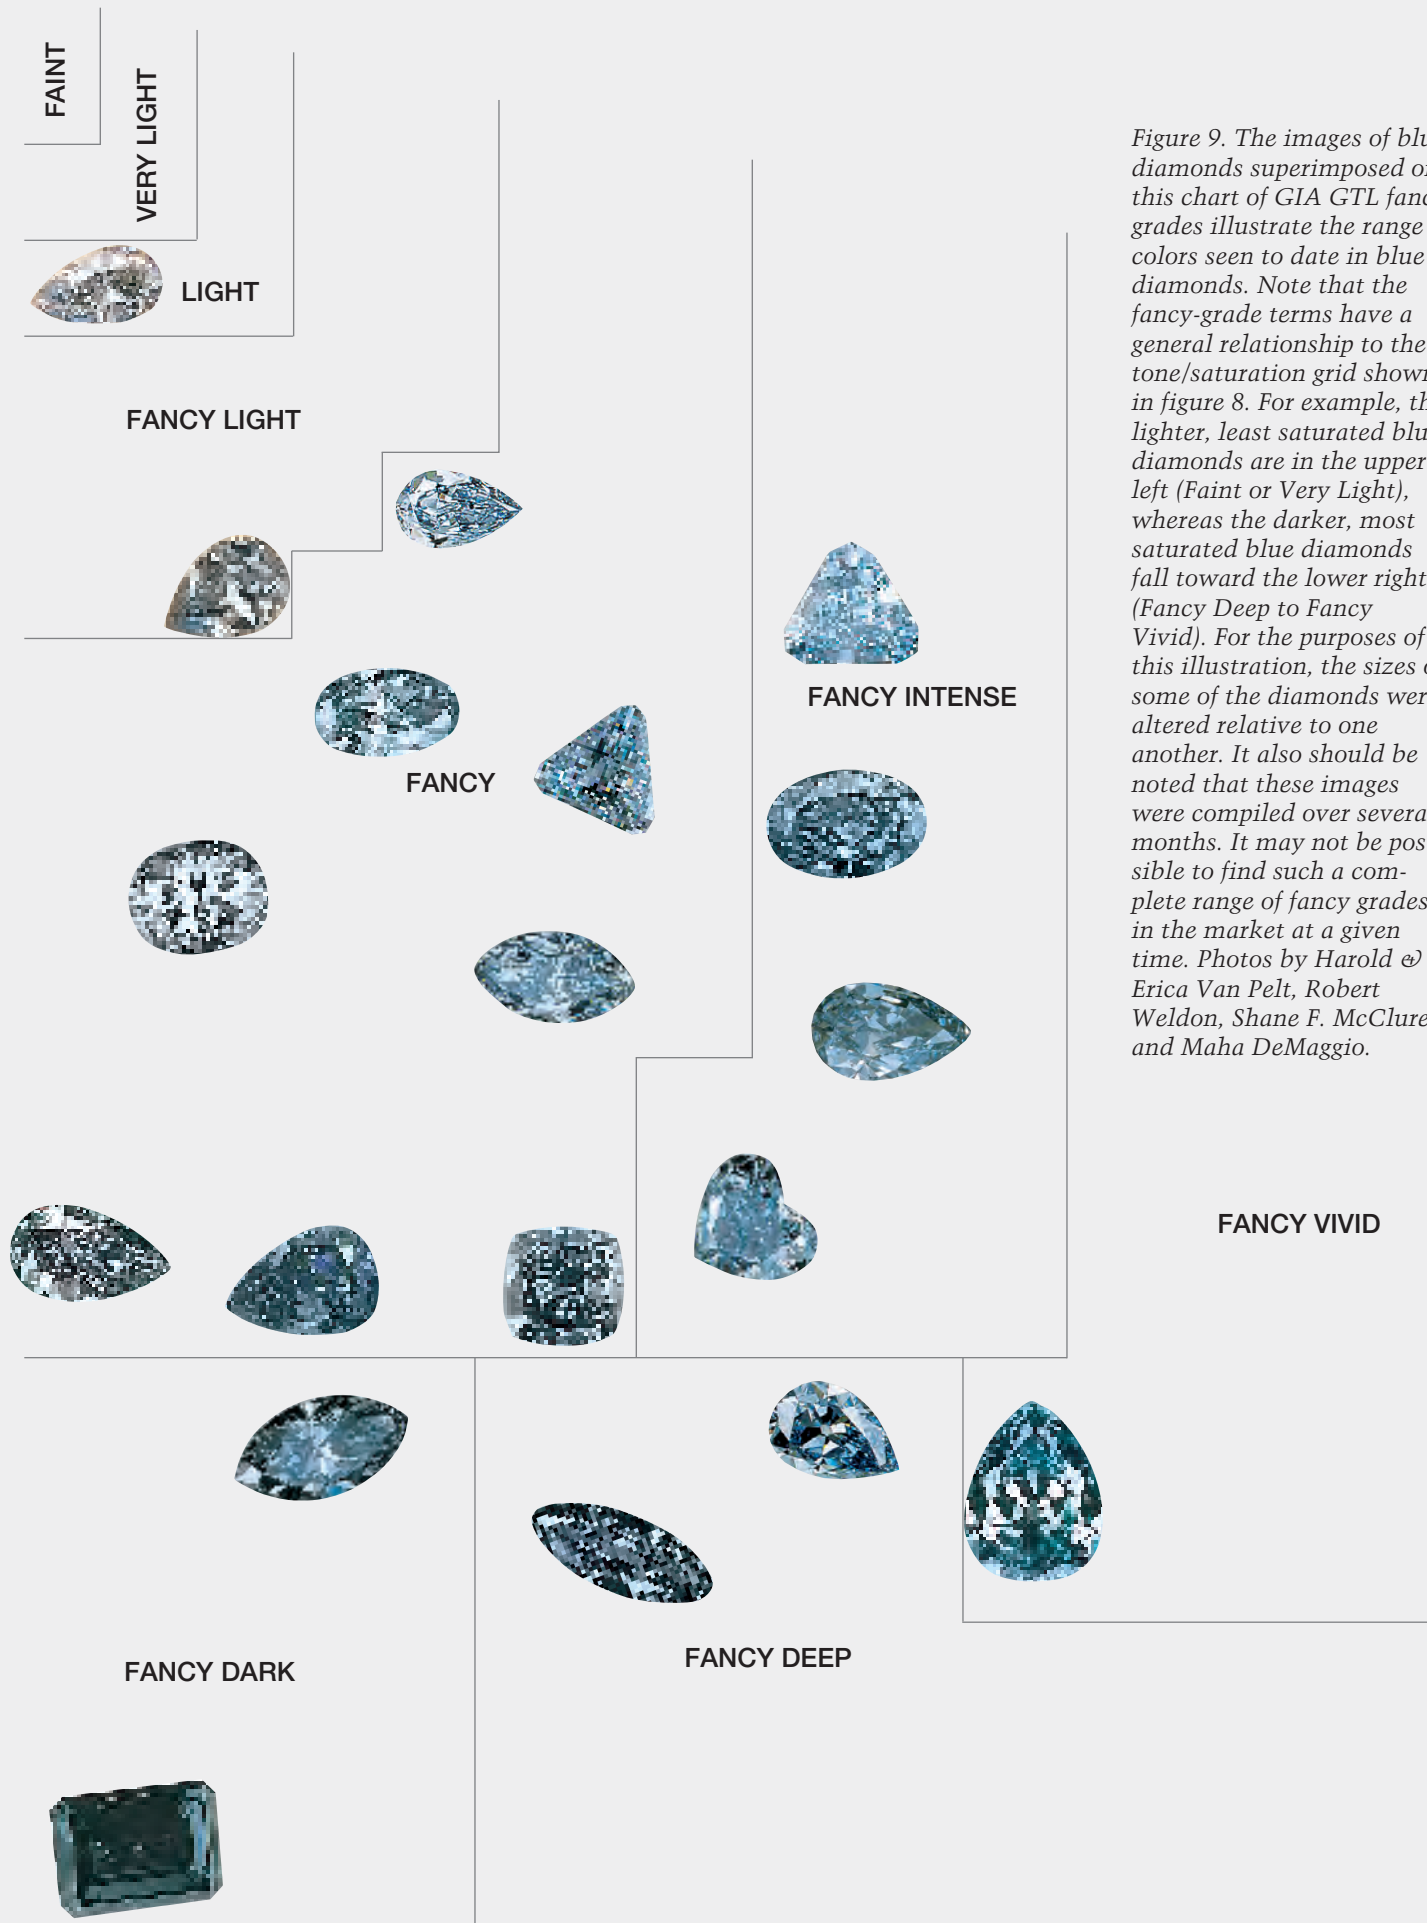 FAINT
VERY LIGHT
LIGHT
FANCY LIGHT
FANCY INTENSE
FANCY
FANCY VIVID
FANCY DARK
FANCY DEEP
Figure 9. The images of
diamonds superimposed
this chart of GIA GTL
grades illustrate the range
colors seen to date in blue
diamonds. Note that the
fancy-grade terms have a
general relationship to the
tone/saturation grid
in figure 8. For example,
lighter, least saturated
diamonds are in the upper
left (Faint or Very Light),
whereas the darker, most
saturated blue diamonds
fall toward the lower right
(Fancy Deep to Fancy
Vivid). For the purposes of
this illustration, the sizes
some of the diamonds
altered relative to one
another. It also should be
noted that these images
were compiled over
months. It may not be pos
sible to find such a com-
plete range of fancy grades
in the market at a given
time. Photos by Harold &
Erica Van Pelt, Robert
Weldon, Shane F. McClure
and Maha DeMaggio.